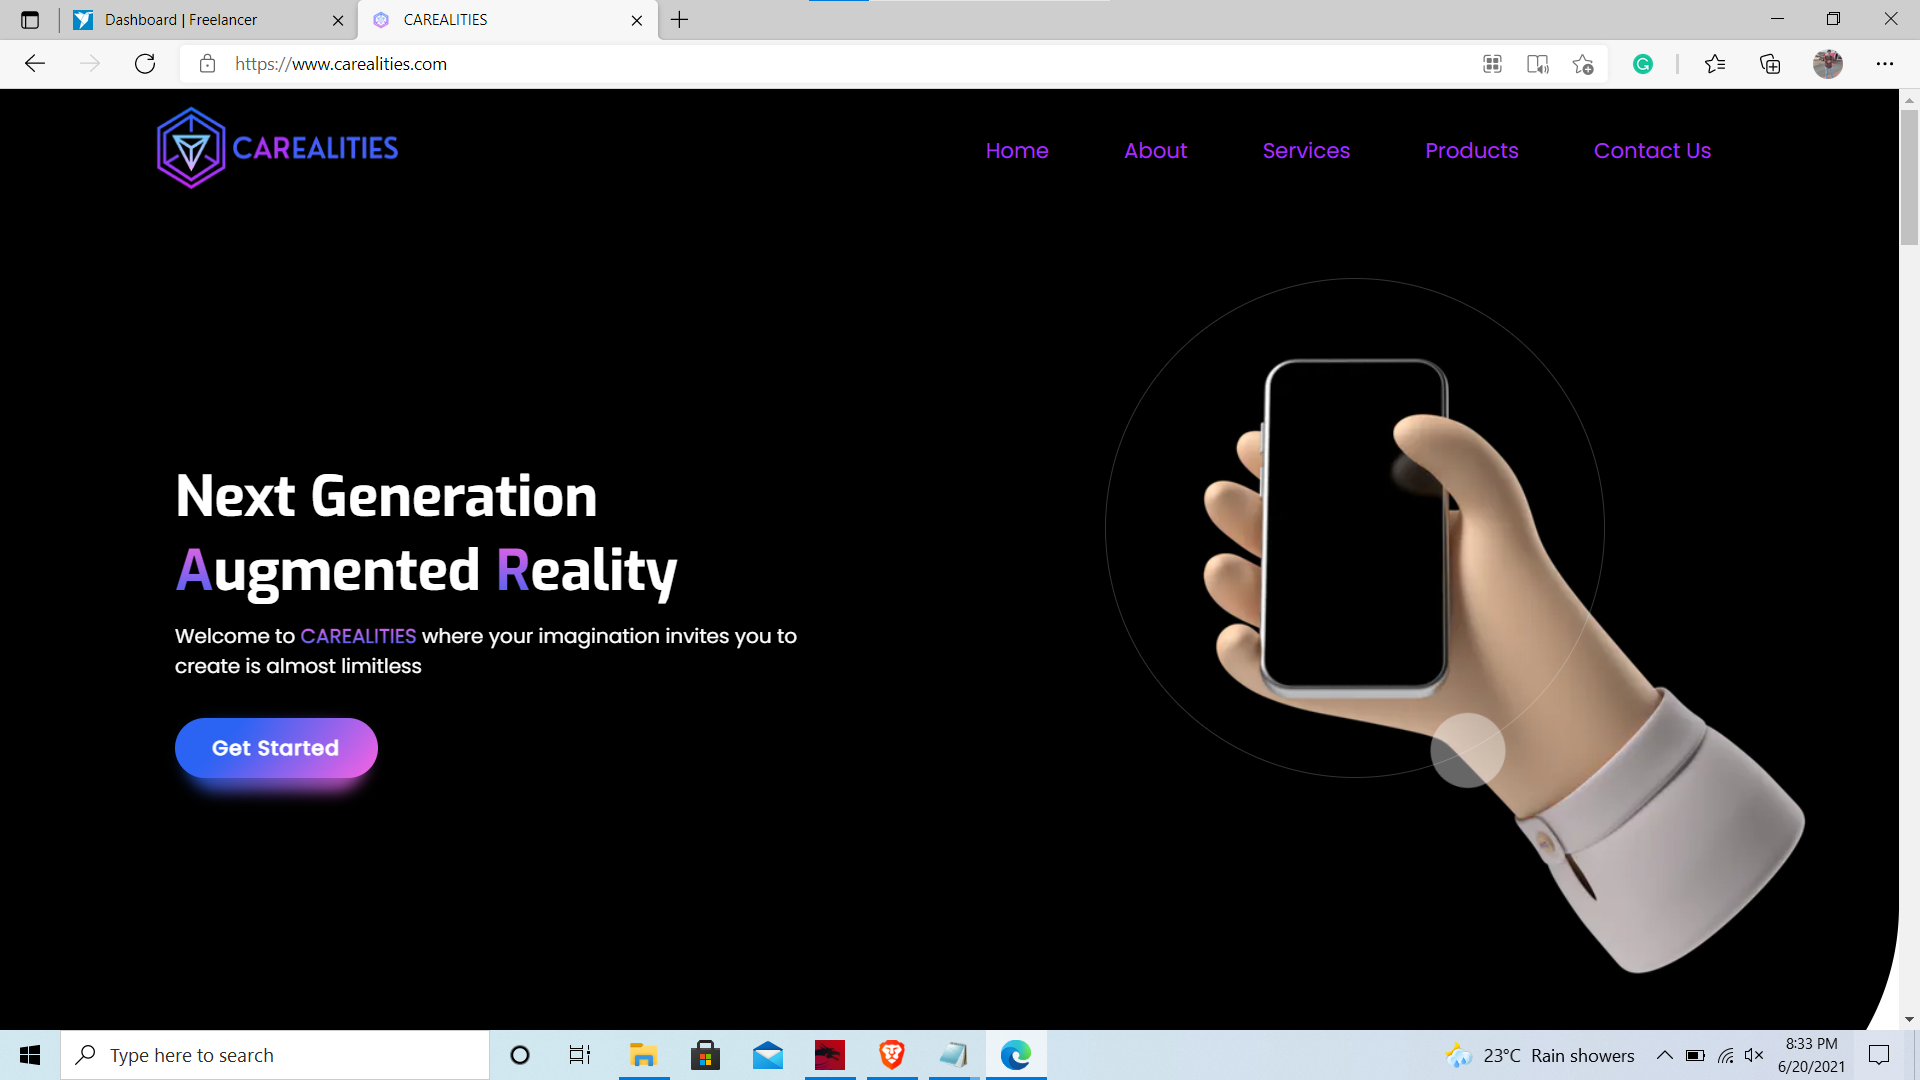 Dashboard | Freelancer
CAREALITIES
https://www.carealities.com
CAREALITIES
Home
About
Services
Products
Contact Us
Next Generation
Augmented Reality
Welcome to CAREALITIES where your imagination invites you to
create is almost limitless
Get Started
Type here to search
23°C Rain showers
8:33 PM
6/20/2021